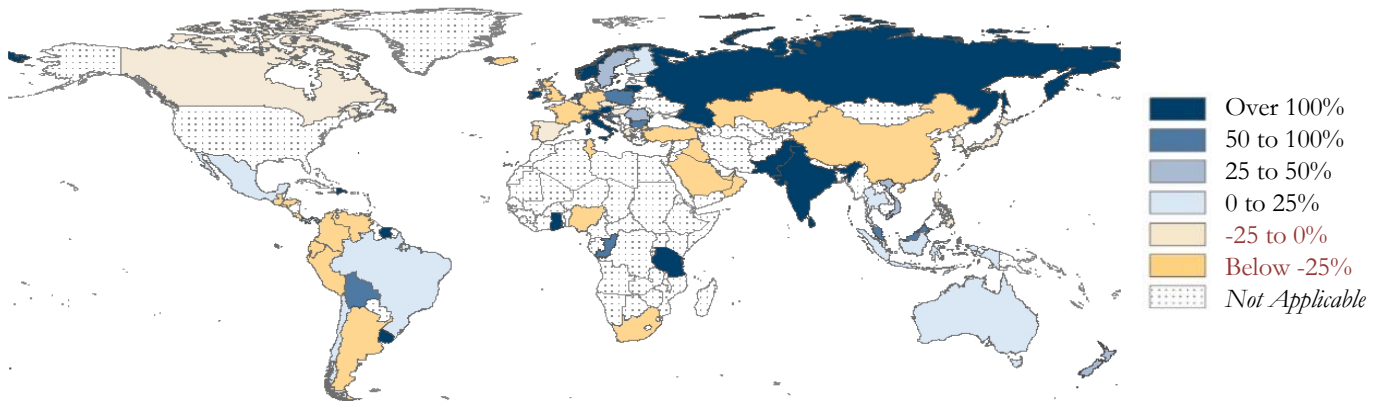 Over 100%
50 to 100%
25 to 50%
0 to 25%
-25 to 0%
Below -25%
Not Applicable